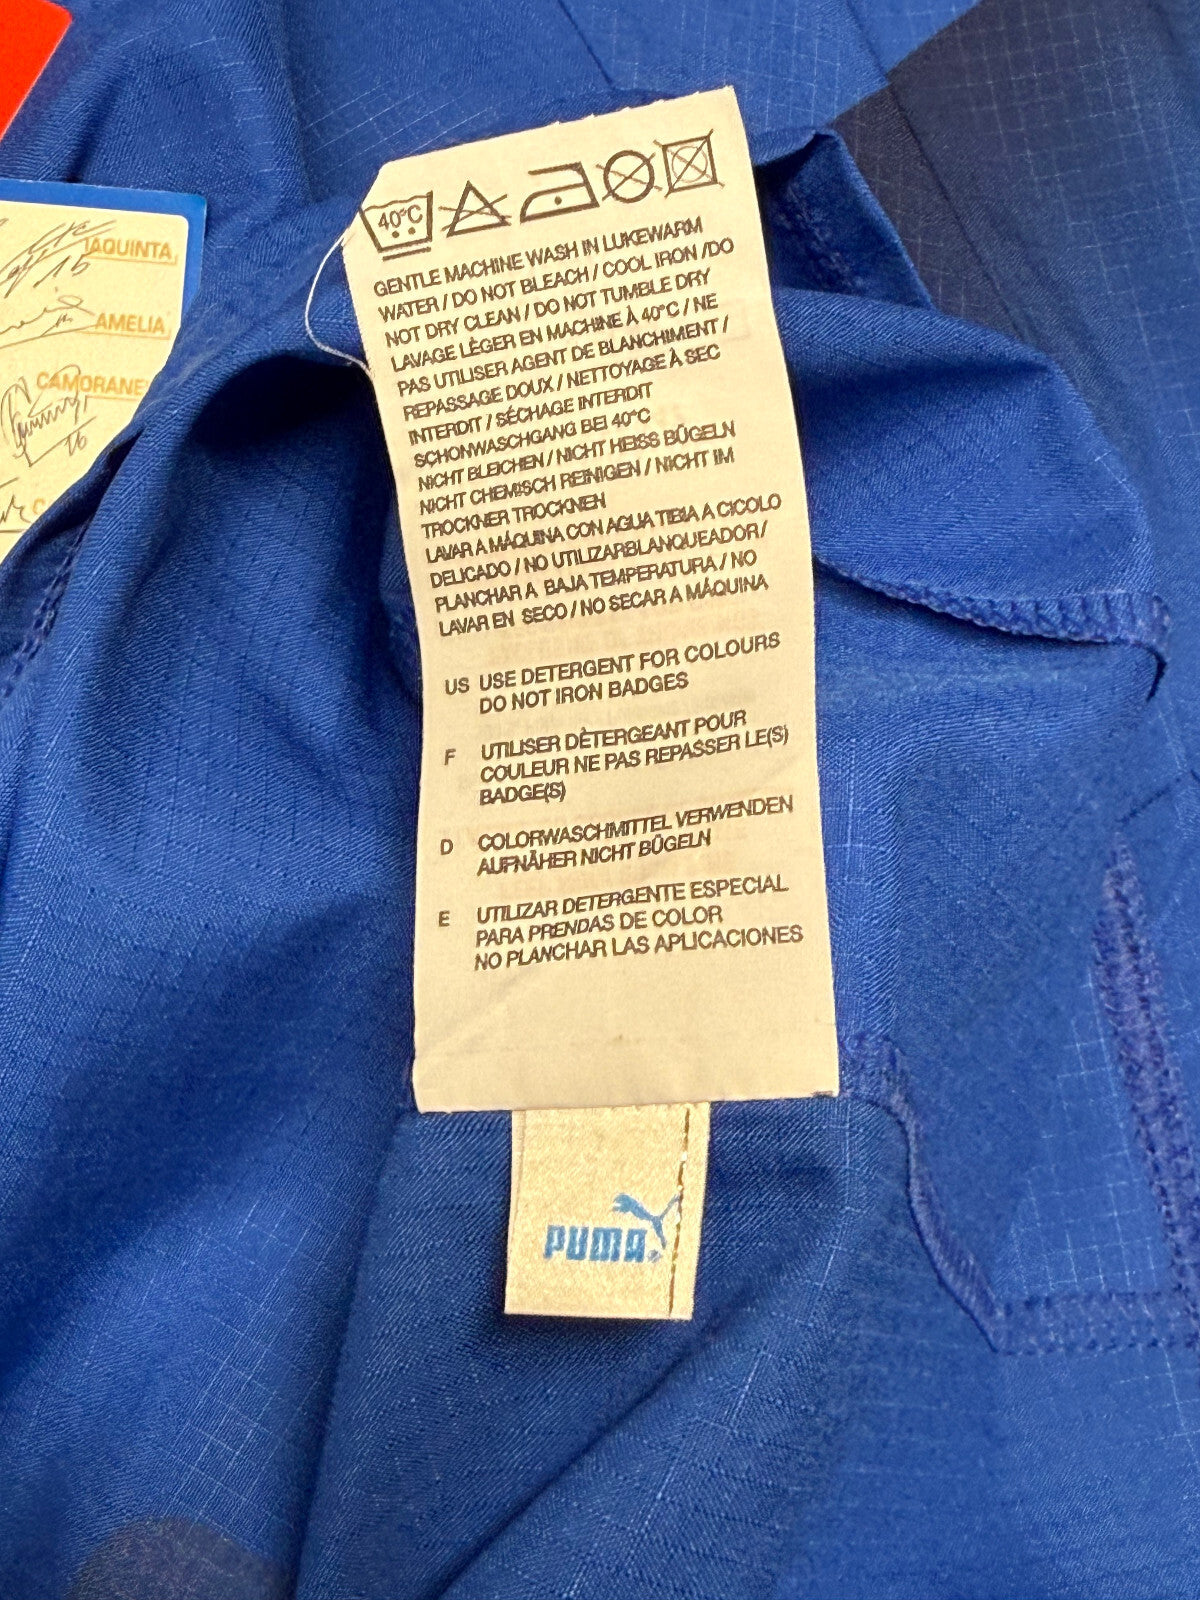 40°C
GENTLE MACHINE WASH IN LUKEWARM
WATER / DO NOT BLEACH / COOL IRON /DO
NOT DRY CLEAN / DO NOT TUMBLE DRY
LAVAGE LÈGER EN MACHINE À 40°C / NE
PAS UTILISER AGENT DE BLANCHIMENT /
REPASSAGE DOUX / NETTOYAGE À SEC
INTERDIT / SÉCHAGE INTERDIT
SCHONWASCHGANG BEI 40°C
NICHT BLEICHEN / NICHT HEISS BÜGELN
NICHT CHEMISCH REINIGEN / NICHT IM
TROCKNER TROCKNEN
LAVAR A MÁQUINA CON AGUA TIBIA A CICOLO
DELICADO / NO UTILIZARBLANQUEADOR/
PLANCHAR A BAJA TEMPERATURA / NO
LAVAR EN SECO / NO SECAR A MÁQUINA
US USE DETERGENT FOR COLOURS
DO NOT IRON BADGES
F UTILISER DÈTERGEANT POUR
COULEUR NE PAS REPASSER LE(S)
BADGE(S)
D COLORWASCHMITTEL VERWENDEN
AUFNÄHER NICHT BÜGELN
E UTILIZAR DETERGENTE ESPECIAL
PARA PRENDAS DE COLOR
NO PLANCHAR LAS APLICACIONES
PUMA
IAQUINTA
15
AMELIA
CAMORANE
16